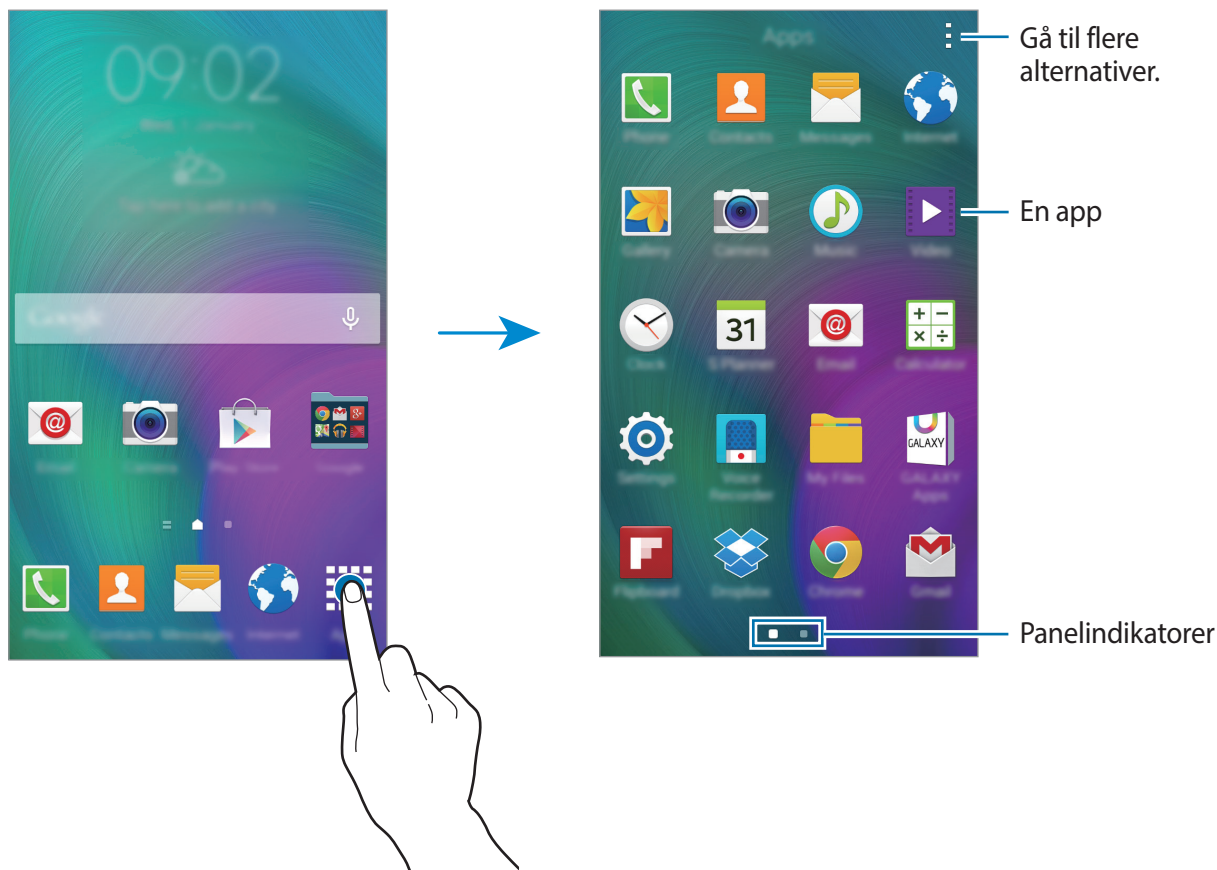 09:02
Google
Email Camera Play Store Google
Phone Contacts Messages Internet
Apps
Phone Contacts Messages Internet
Gallery Camera Music Video
31
Clock S Planner Email Calculator
GALAXY
Settings Voice Recorder My Files GALAXY Apps
Flipboard Dropbox Chrome Gmail
Gå til flere
alternativer.
En app
Panelindikatorer